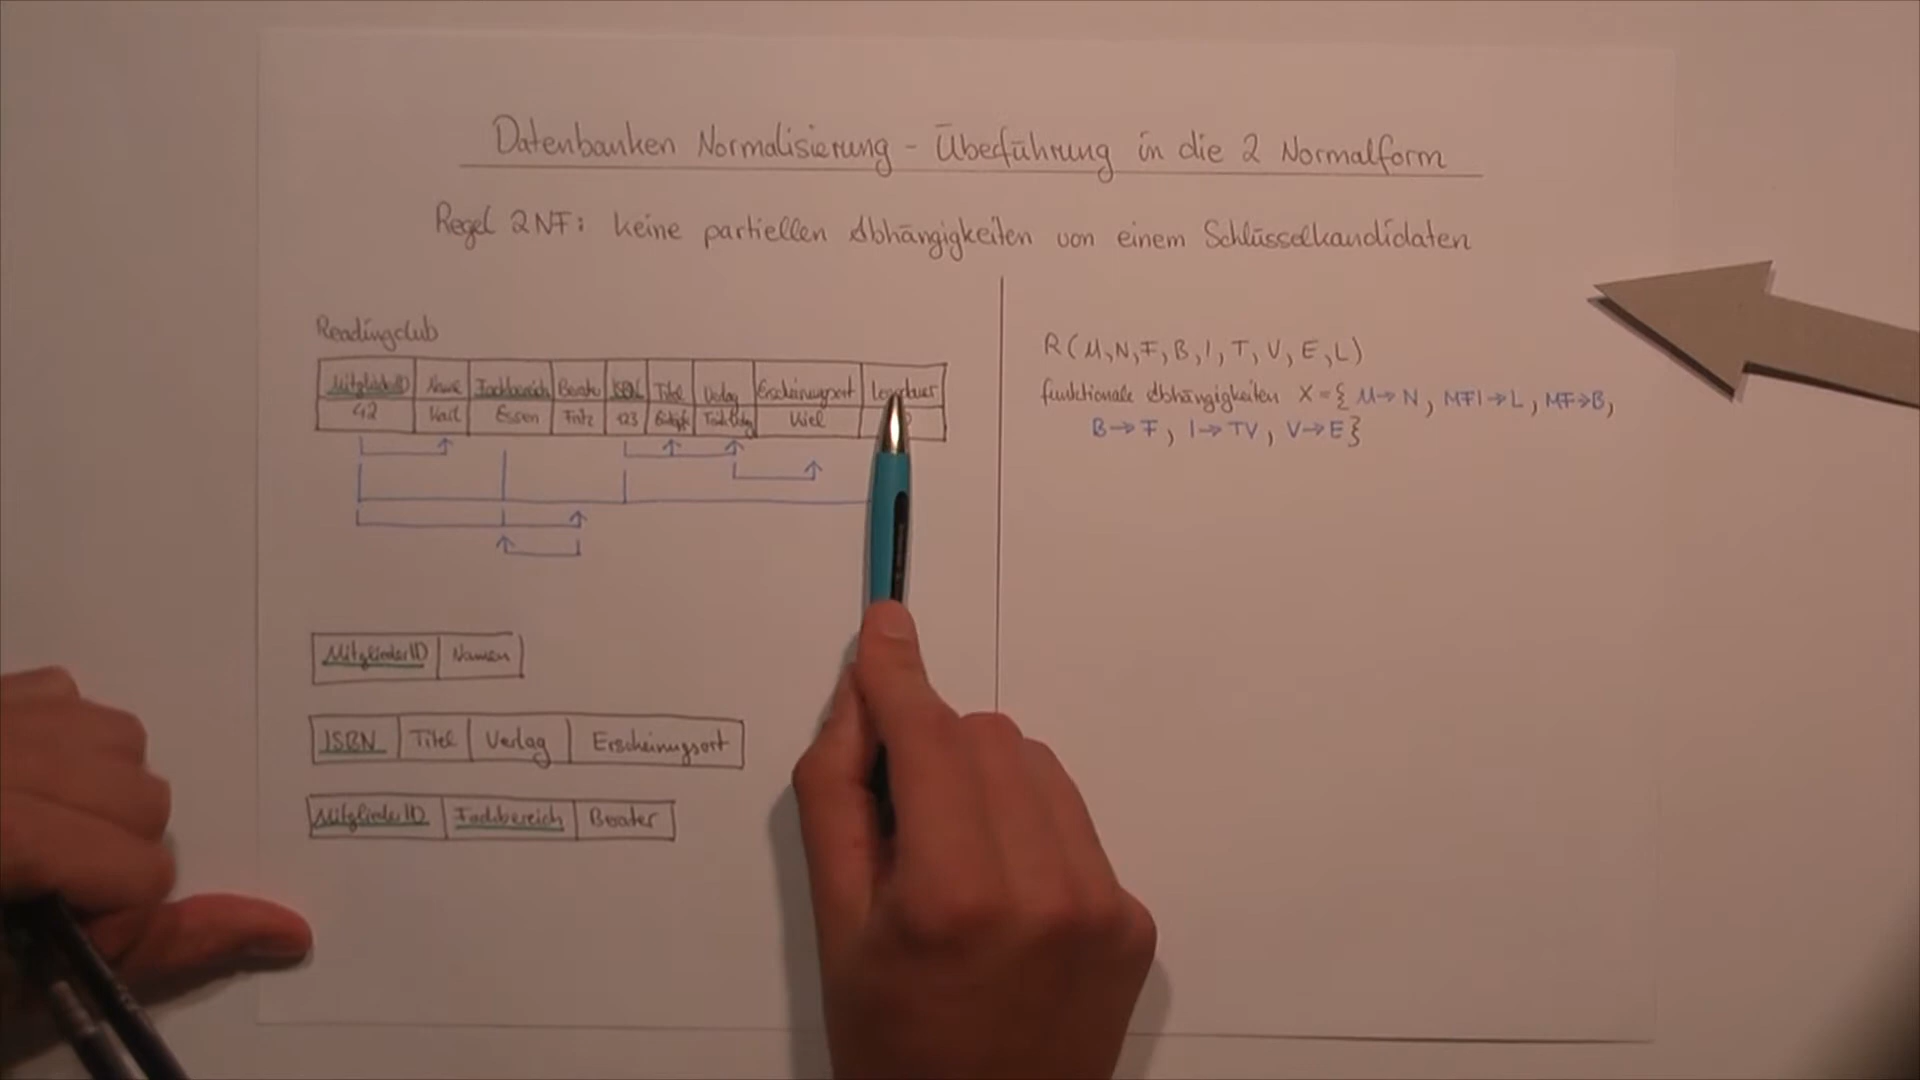 Datenbanken Normalisierung - Überführung in die 2 Normalform
Regel 2NF: keine partiellen Abhängigkeiten von einem Schlüsselkandidaten
Readingclub
MitgliederID Name Fachbereich Berater ISBN Titel Verlag Erscheinungsort
42 Karl Essen Fritz 123 Kiel
MitgliederID Namen
ISBN Titel Verlag Erscheinungsort
MitgliederID Fachbereich Berater
R(M,N,F,B,I,T,V,E,L)
funktionale Abhängigkeiten X={M→N, MFI→L, MF→B,
B→F, I→TV, V→E}